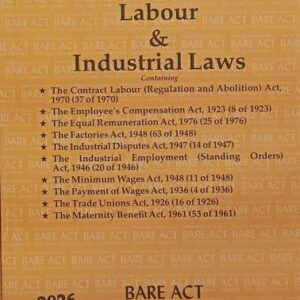 Labour
&
Industrial Laws
Containing
★ The Contract Labour (Regulation and Abolition) Act,
1970 (37 of 1970)
★ The Employee's Compensation Act, 1923 (8 of 1923)
★ The Equal Remuneration Act, 1976 (25 of 1976)
★ The Factories Act, 1948 (63 of 1948)
★ The Industrial Disputes Act, 1947 (14 of 1947)
★ The Industrial Employment (Standing Orders)
Act, 1946 (20 of 1946)
★ The Minimum Wages Act, 1948 (11 of 1948)
★ The Payment of Wages Act, 1936 (4 of 1936)
★ The Trade Unions Act, 1926 (16 of 1926)
★ The Maternity Benefit Act, 1961 (53 of 1961)
BARE ACT
2026